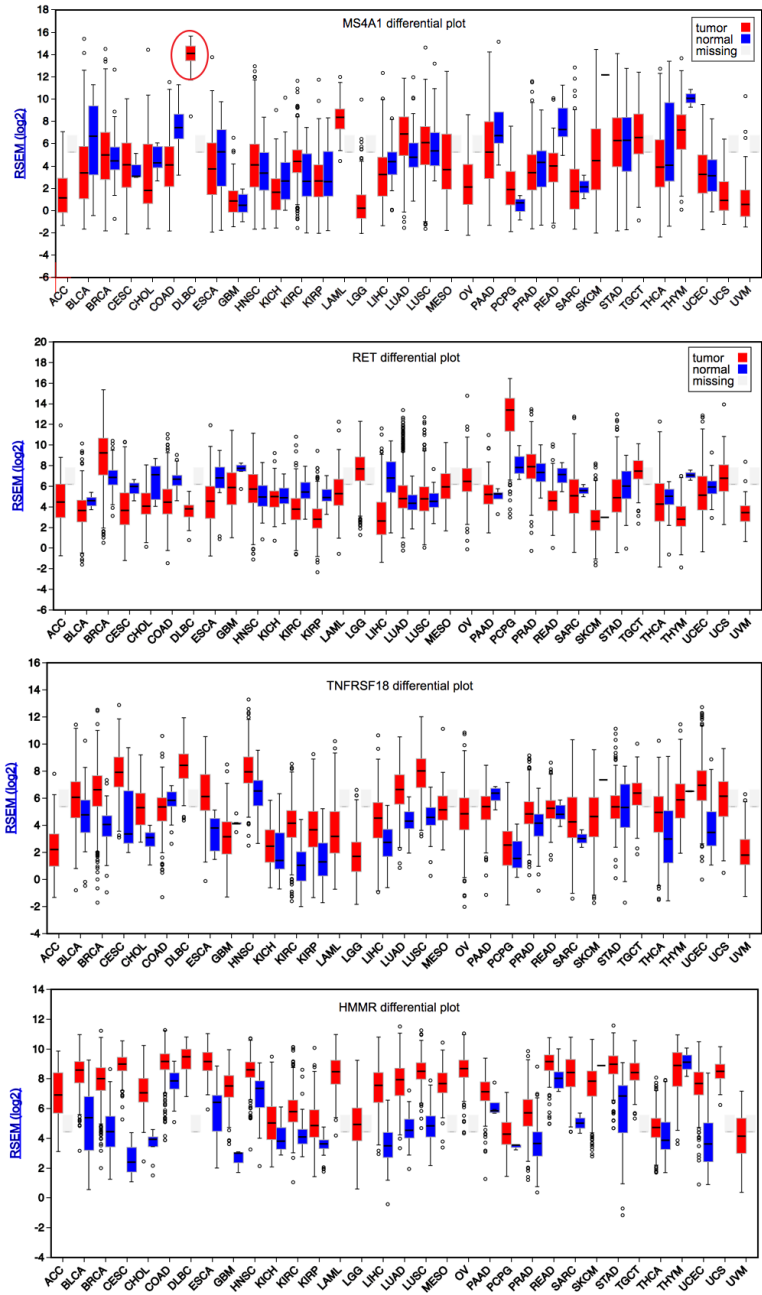 MS4A1 differential plot
tumor
normal
missing
RSEM (log2)
18
16
14
12
10
8
6
4
2
0
-2
-4
-6
ACC BLCA BRCA CESC CHOL COAD DLBC ESCA GBM HNSC KICH KIRC KIRP LAML LGG LIHC LUAD LUSC MESO OV PAAD PCPG PRAD READ SARC SKCM STAD TGCT THCA THYM UCEC UCS UVM
RET differential plot
tumor
normal
missing
RSEM (log2)
20
18
16
14
12
10
8
6
4
2
0
-2
-4
-6
ACC BLCA BRCA CESC CHOL COAD DLBC ESCA GBM HNSC KICH KIRC KIRP LAML LGG LIHC LUAD LUSC MESO OV PAAD PCPG PRAD READ SARC SKCM STAD TGCT THCA THYM UCEC UCS UVM
TNFRSF18 differential plot
RSEM (log2)
16
14
12
10
8
6
4
2
0
-2
-4
ACC BLCA BRCA CESC CHOL COAD DLBC ESCA GBM HNSC KICH KIRC KIRP LAML LGG LIHC LUAD LUSC MESO OV PAAD PCPG PRAD READ SARC SKCM STAD TGCT THCA THYM UCEC UCS UVM
HMMR differential plot
RSEM (log2)
14
12
10
8
6
4
2
0
-2
-4
ACC BLCA BRCA CESC CHOL COAD DLBC ESCA GBM HNSC KICH KIRC KIRP LAML LGG LIHC LUAD LUSC MESO OV PAAD PCPG PRAD READ SARC SKCM STAD TGCT THCA THYM UCEC UCS UVM